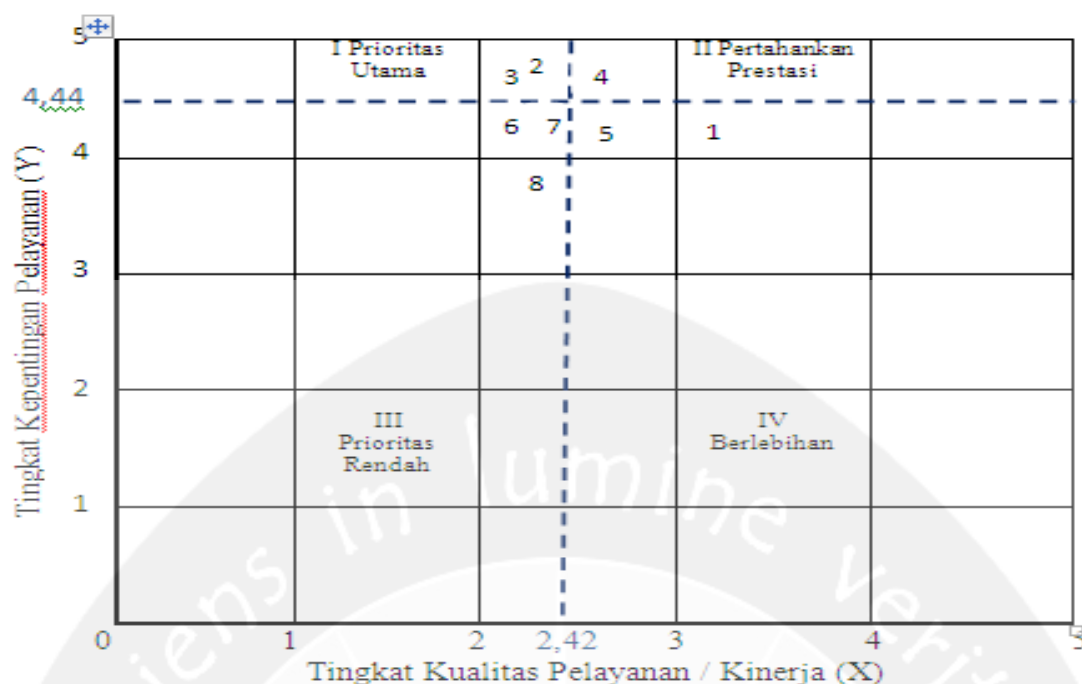 5
I Prioritas
Utama
3
2
4
II Pertahankan
Prestasi
4,44
6
7
5
1
4
8
3
2
III
Prioritas
Rendah
IV
Berlebihan
1
in lumine
0
1
2
2,42
3
4
5
Tingkat Kepentingan Pelayanan (Y)
Tingkat Kualitas Pelayanan / Kinerja (X)